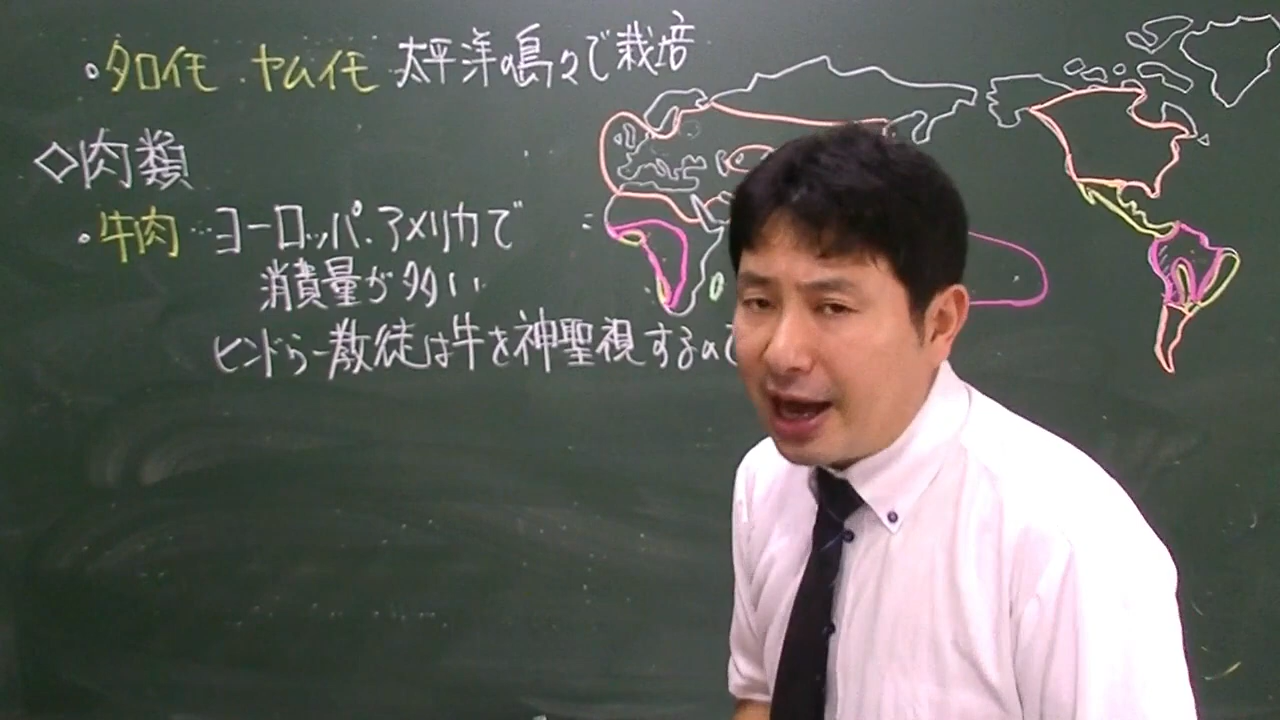 ・タロイモ ヤムイモ 太平洋の島々で栽培
◇肉類
・牛肉…ヨーロッパ.アメリカで
消費量が多い
ヒンドゥー教徒は牛を神聖視するので